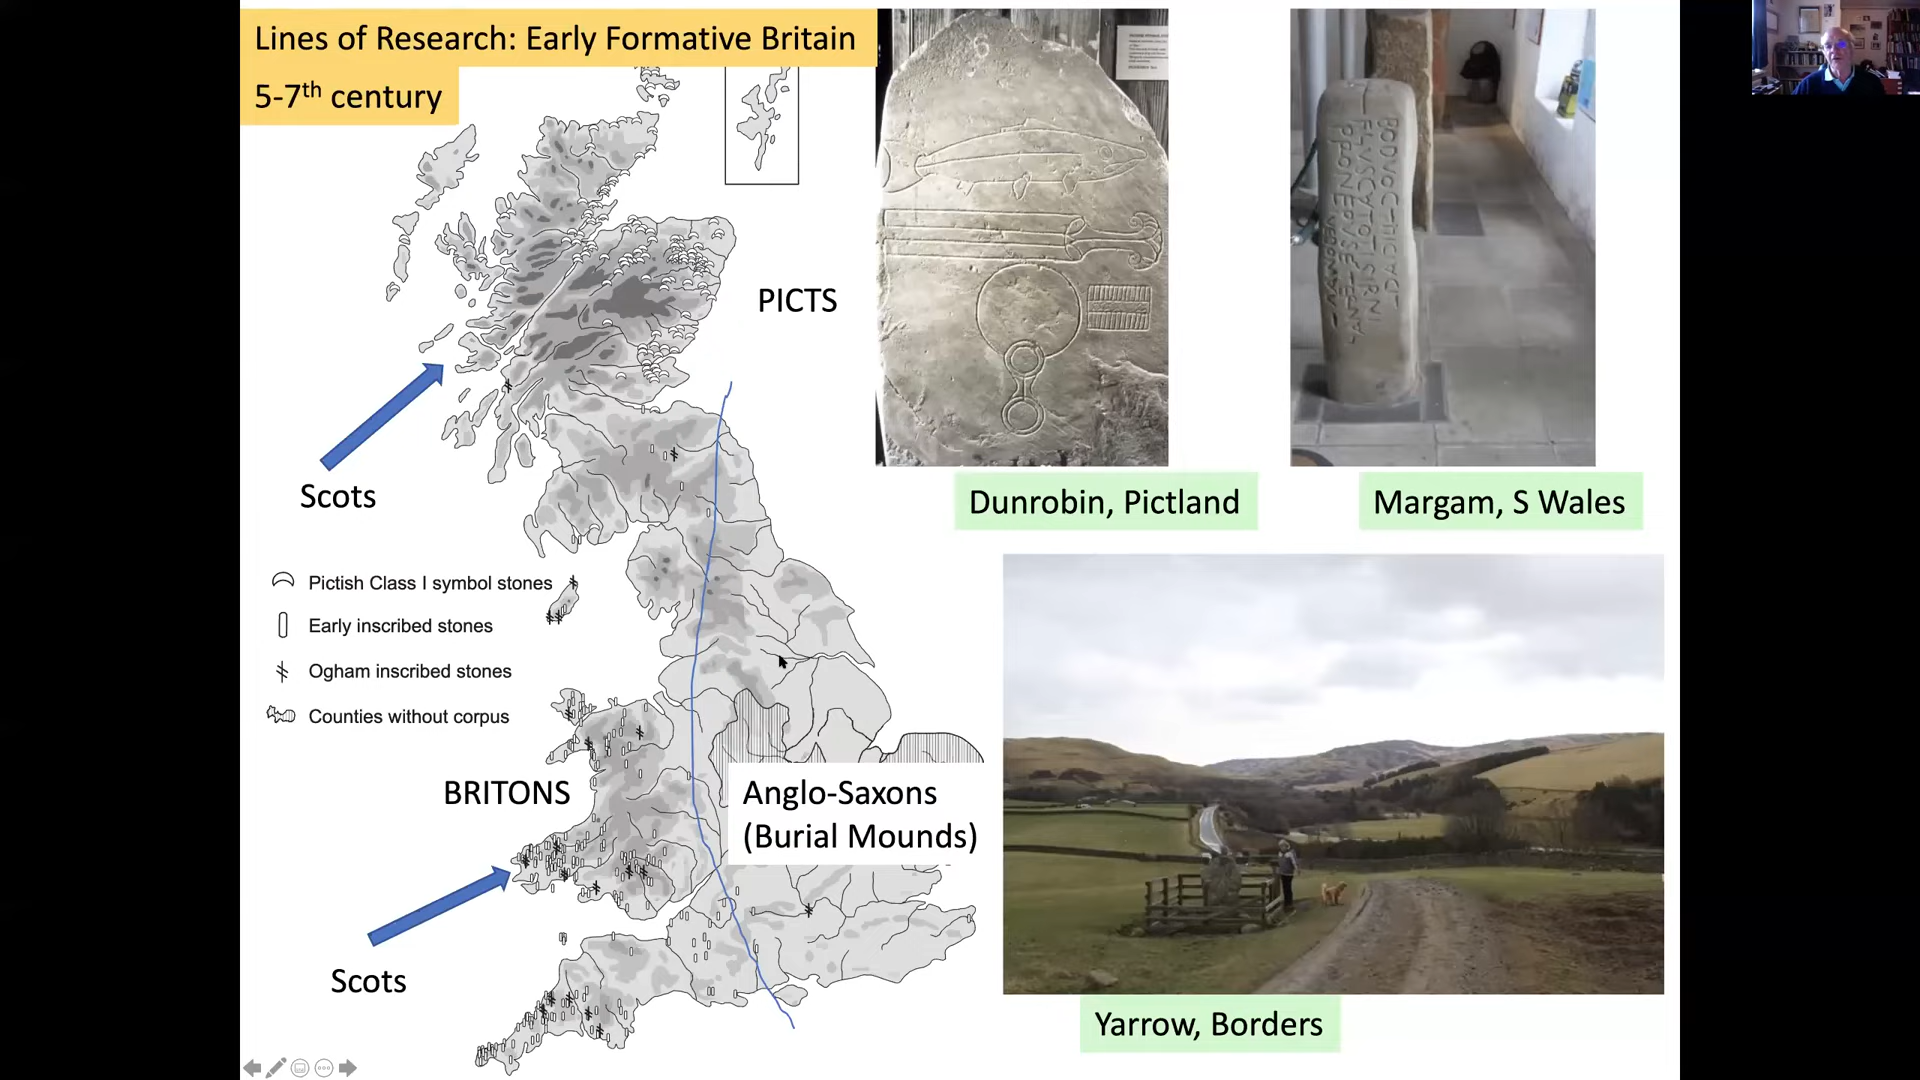 Lines of Research: Early Formative Britain
5-7th century
PICTS
Scots
Pictish Class I symbol stones
Early inscribed stones
Ogham inscribed stones
Counties without corpus
BRITONS
Anglo-Saxons
(Burial Mounds)
Scots
6
Dunrobin, Pictland
Margam, S Wales
Yarrow, Borders